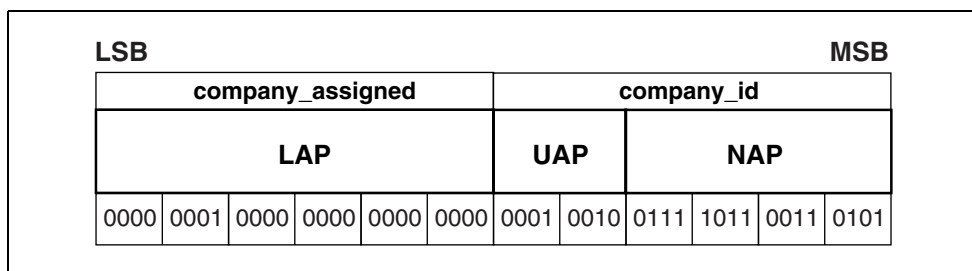 LSB MSB
company_assigned company_id
LAP UAP NAP
0000 0001 0000 0000 0000 0000 0001 0010 0111 1011 0011 0101